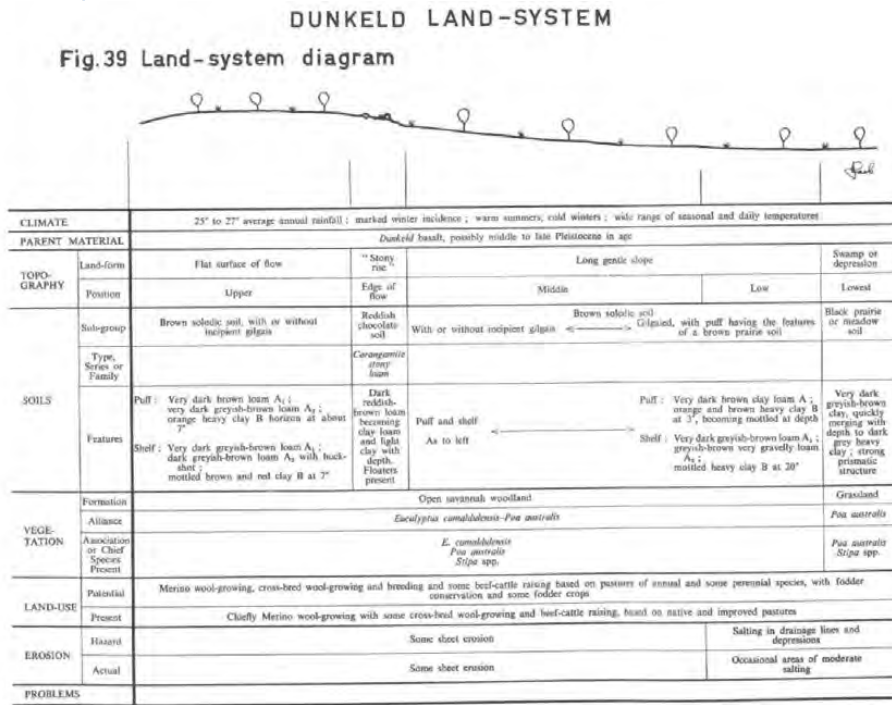 DUNKELD LAND-SYSTEM
Fig. 39 Land-system diagram
CLIMATE
25" to 27" average annual rainfall ; marked winter incidence ; warm summers, cold winters ; wide range of seasonal and daily temperatures
PARENT MATERIAL
Dunkeld basalt, possibly middle to late Pleistocene in age
TOPO-
GRAPHY
Land-form
Flat surface of flow
"Stony
rise"
Long gentle slope
Swamp or
depression
Position
Upper
Edge of
flow
Middle
Low
Lowest
SOILS
Sub-group
Brown solodic soil, with or without
incipient gilgais
Reddish
chocolate
soil
Brown solodic soil
With or without incipient gilgais
Gilgaied, with puff having the features
of a brown prairie soil
Black prairie
or meadow
soil
Type,
Series or
Family
Corangamite
stony
loam
Features
Puff : Very dark brown loam A₁ ;
very dark greyish-brown loam A₂ ;
orange heavy clay B horizon at about
7"
Shelf : Very dark greyish-brown loam A₁ ;
dark greyish-brown loam A₂ with buck-
shot ;
mottled brown and red clay B at 7"
Dark
reddish-
brown loam
becoming
clay loam
and light
clay with
depth.
Floaters
present
Puff and shelf
As to left
Puff : Very dark brown clay loam A ;
orange and brown heavy clay B
at 3", becoming mottled at depth
Shelf : Very dark greyish-brown loam A₁ ;
greyish-brown very gravelly loam
A₂ ;
mottled heavy clay B at 20"
Very dark
greyish-brown
clay, quickly
merging with
depth to dark
grey heavy
clay ; strong
prismatic
structure
VEGE-
TATION
Formation
Open savannah woodland
Grassland
Alliance
Eucalyptus camaldulensis–Poa australis
Poa australis
Association
or Chief
Species
Present
E. camaldulensis
Poa australis
Stipa spp.
Poa australis
Stipa spp.
LAND-USE
Potential
Merino wool-growing, cross-bred wool-growing and breeding and some beef-cattle raising based on pastures of annual and some perennial species, with fodder
conservation and some fodder crops
Present
Chiefly Merino wool-growing with some cross-bred wool-growing and beef-cattle raising, based on native and improved pastures
EROSION
Hazard
Some sheet erosion
Salting in drainage lines and
depressions
Actual
Some sheet erosion
Occasional areas of moderate
salting
PROBLEMS